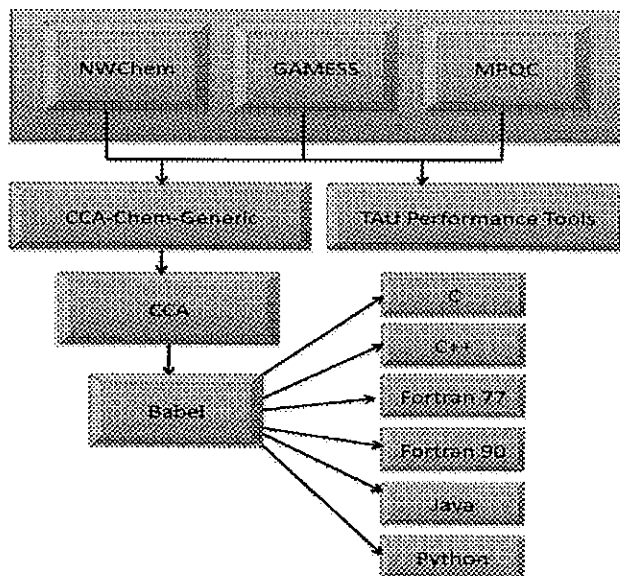 NWChem GAMESS MPQC
CCA-Chem-Generic TAU Performance Tools
CCA
C
C++
Babel Fortran 77
Fortran 90
Java
Python